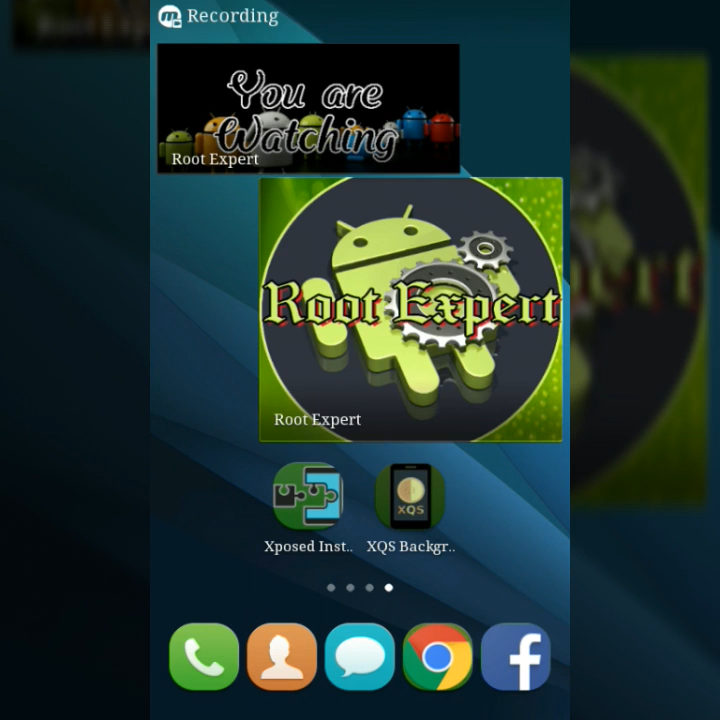 Recording
You are
Watching
Root Expert
Root Expert
Root Expert
Xposed Inst..
XQS
XQS Backgr..